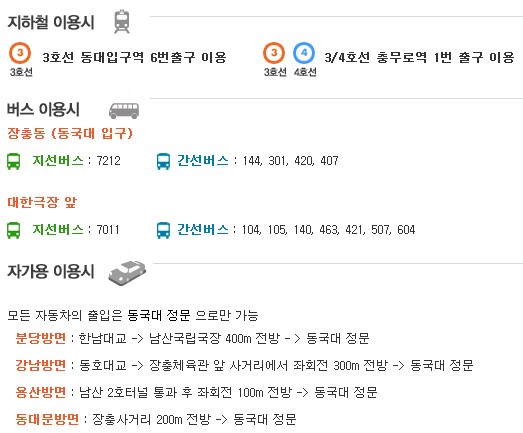 지하철 이용시
3 3호선 3호선 동대입구역 6번출구 이용
3 3호선 4 4호선 3/4호선 충무로역 1번 출구 이용
버스 이용시
장충동 (동국대 입구)
지선버스 : 7212 간선버스 : 144, 301, 420, 407
대한극장 앞
지선버스 : 7011 간선버스 : 104, 105, 140, 463, 421, 507, 604
자가용 이용시
모든 자동차의 출입은 동국대 정문 으로만 가능
분당방면 : 한남대교 -> 남산국립국장 400m 전방 - > 동국대 정문
강남방면 : 동호대교 -> 장충체육관 앞 사거리에서 좌회전 300m 전방 -> 동국대 정문
용산방면 : 남산 2호터널 통과 후 좌회전 100m 전방 -> 동국대 정문
동대문방면 : 장충사거리 200m 전방 -> 동국대 정문